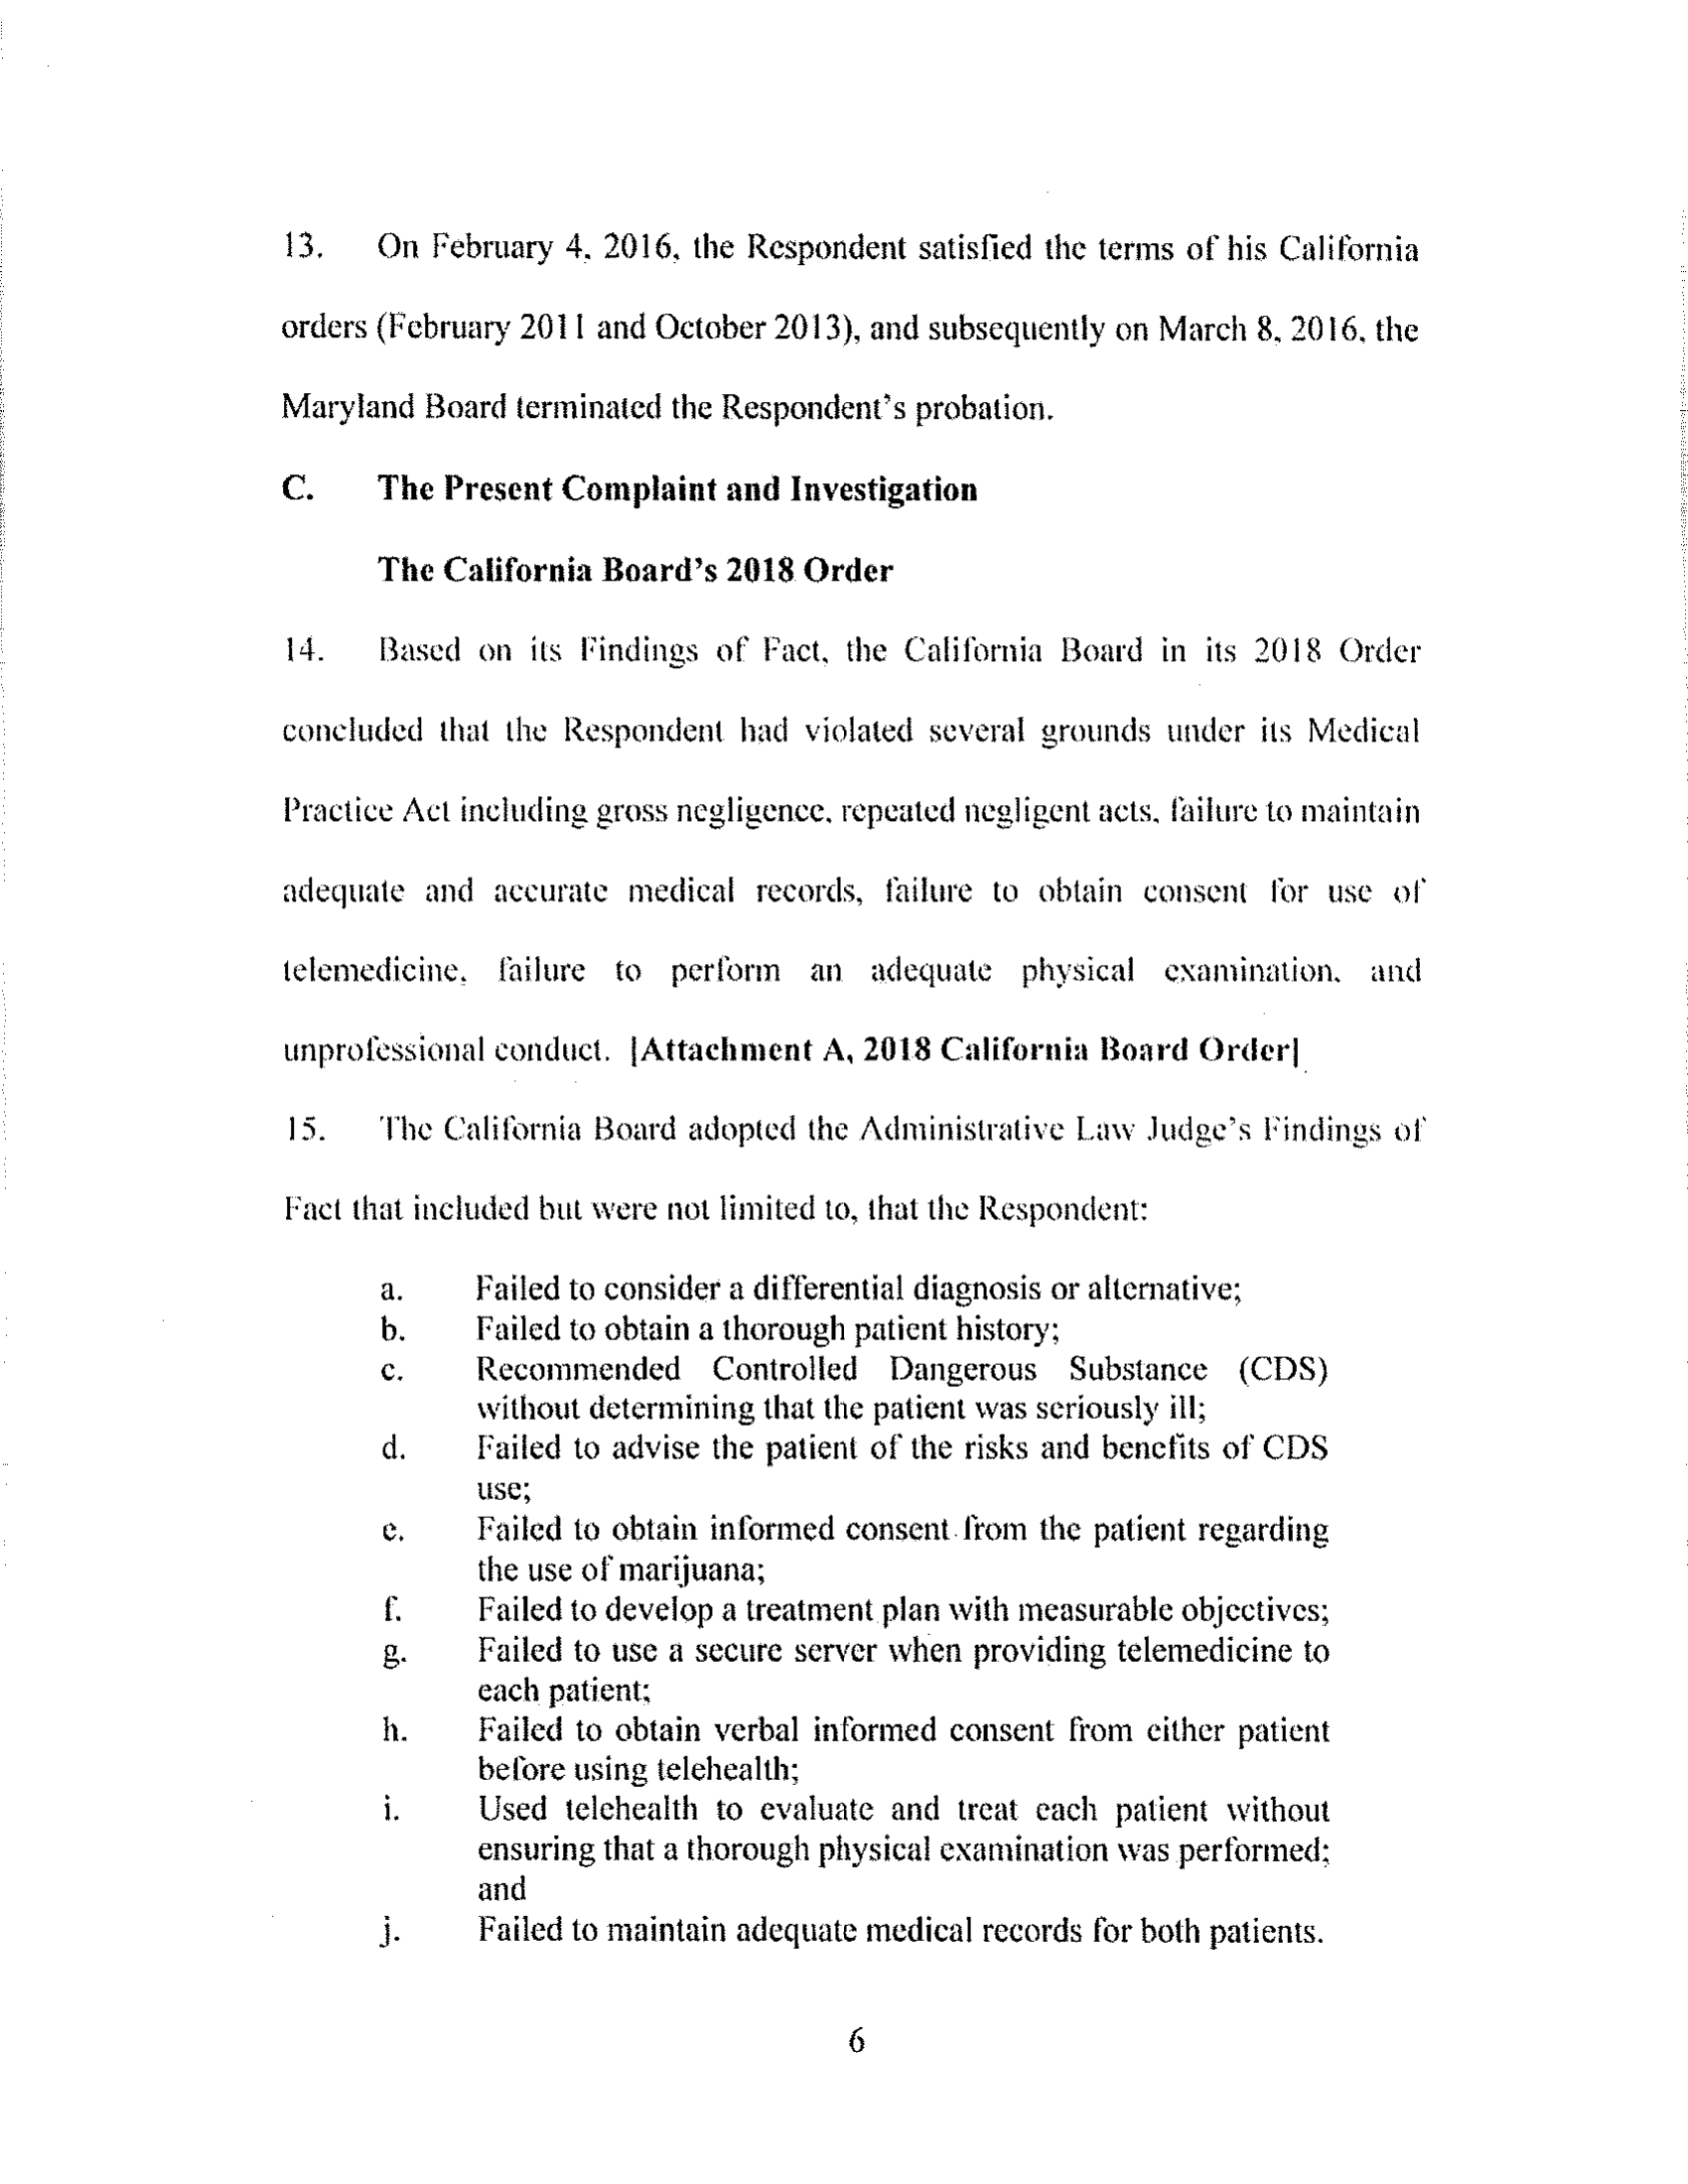 13. On February 4, 2016, the Respondent satisfied the terms of his California
orders (February 2011 and October 2013), and subsequently on March 8, 2016, the
Maryland Board terminated the Respondent's probation.
C. The Present Complaint and Investigation
The California Board's 2018 Order
14. Based on its Findings of Fact, the California Board in its 2018 Order
concluded that the Respondent had violated several grounds under its Medical
Practice Act including gross negligence, repeated negligent acts, failure to maintain
adequate and accurate medical records, failure to obtain consent for use of
telemedicine, failure to perform an adequate physical examination, and
unprofessional conduct. [Attachment A, 2018 California Board Order]
15. The California Board adopted the Administrative Law Judge's Findings of
Fact that included but were not limited to, that the Respondent:
a. Failed to consider a differential diagnosis or alternative;
b. Failed to obtain a thorough patient history;
c. Recommended Controlled Dangerous Substance (CDS)
without determining that the patient was seriously ill;
d. Failed to advise the patient of the risks and benefits of CDS
use;
e. Failed to obtain informed consent from the patient regarding
the use of marijuana;
f. Failed to develop a treatment plan with measurable objectives;
g. Failed to use a secure server when providing telemedicine to
each patient;
h. Failed to obtain verbal informed consent from either patient
before using telehealth;
i. Used telehealth to evaluate and treat each patient without
ensuring that a thorough physical examination was performed;
and
j. Failed to maintain adequate medical records for both patients.
6